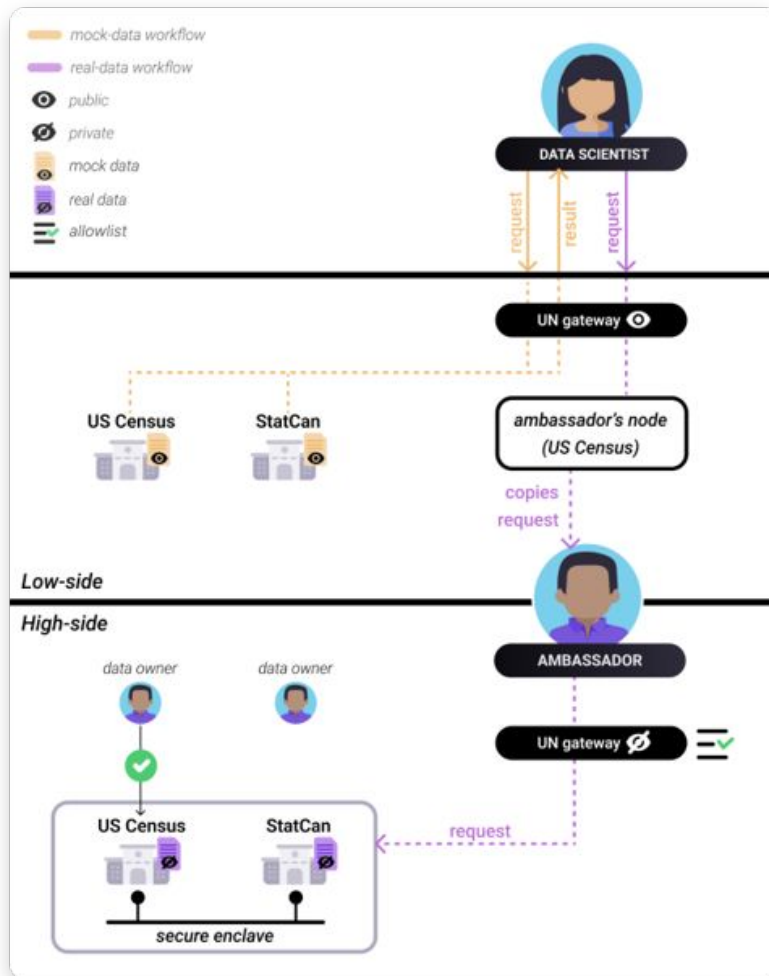 mock-data workflow
real-data workflow
public
private
mock data
real data
allowlist
DATA SCIENTIST
request
result
request
UN gateway
US Census
StatCan
ambassador's node
(US Census)
copies
request
Low-side
High-side
AMBASSADOR
data owner
data owner
UN gateway
US Census
StatCan
request
secure enclave